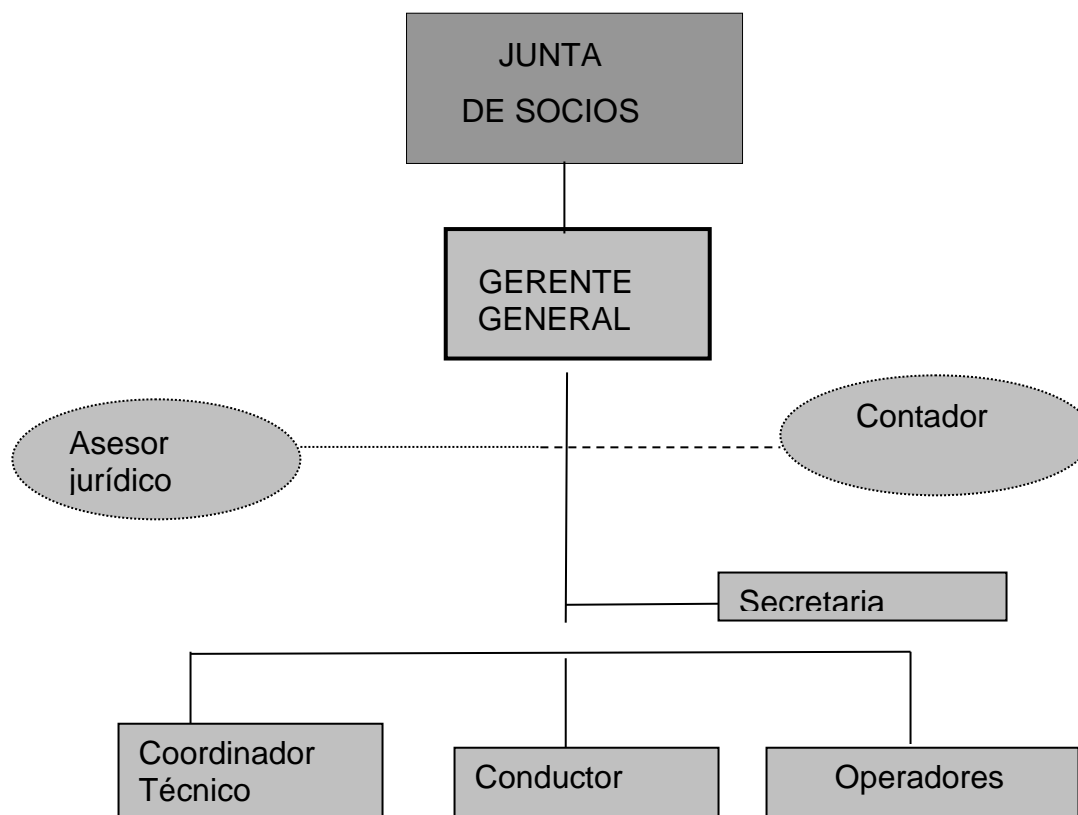 JUNTA
DE SOCIOS
GERENTE
GENERAL
Asesor
jurídico
Contador
Secretaria
Coordinador
Técnico
Conductor
Operadores